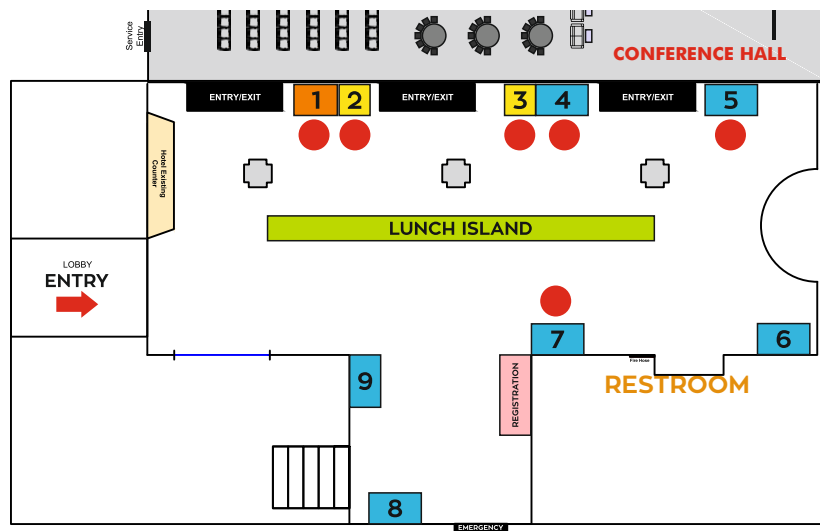 Service
Entry
CONFERENCE HALL
ENTRY/EXIT
1
2
ENTRY/EXIT
3
4
ENTRY/EXIT
5
Hotel Existing
Counter
LUNCH ISLAND
LOBBY
ENTRY
7
6
Fire Hose
RESTROOM
9
REGISTRATION
8
EMERGENCY